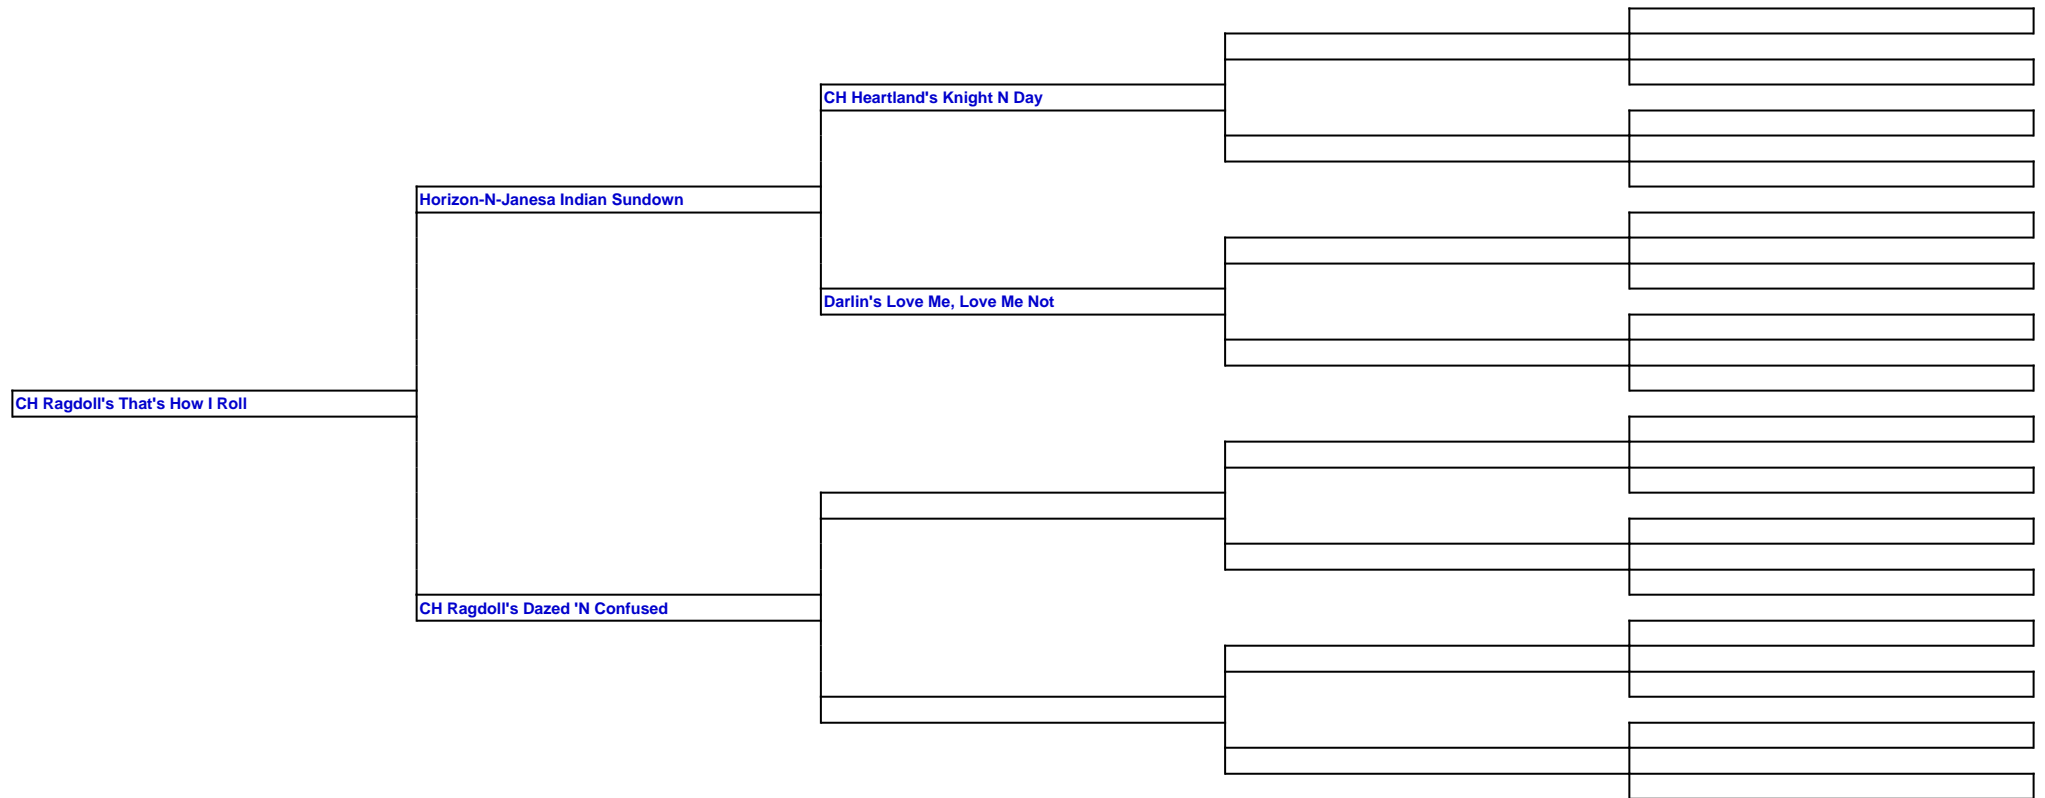 CH Heartland's Knight N Day
Horizon-N-Janesa Indian Sundown
Darlin's Love Me, Love Me Not
CH Ragdoll's That's How I Roll
CH Ragdoll's Dazed 'N Confused